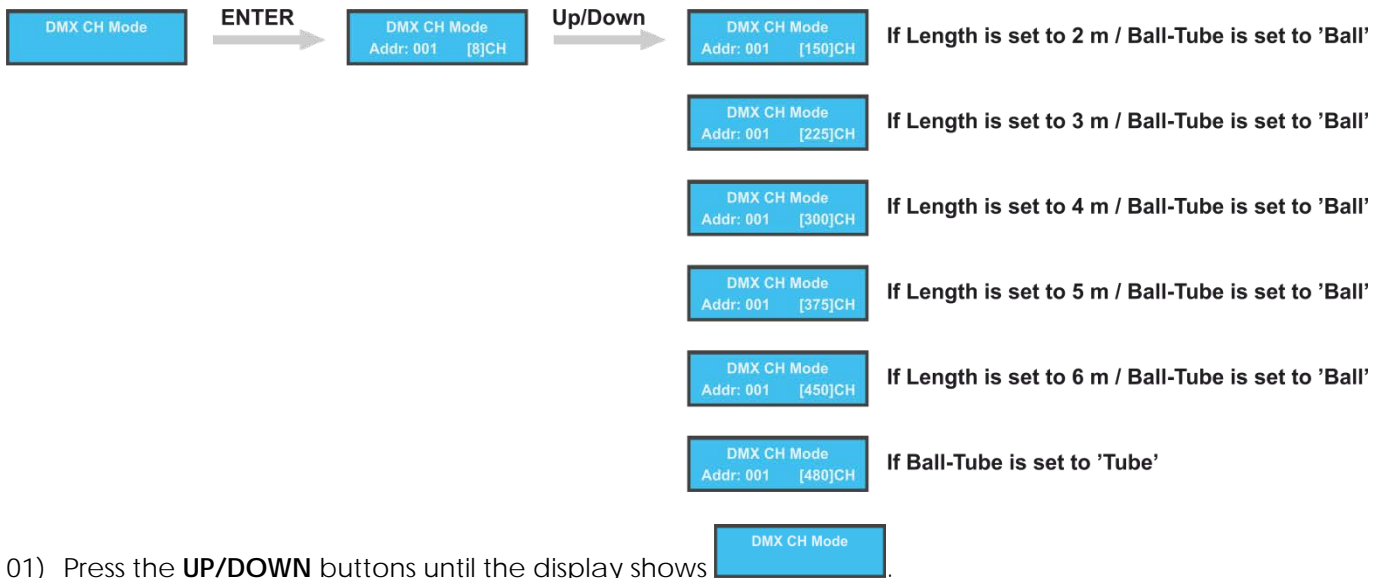 DMX CH Mode
ENTER
DMX CH Mode
Addr: 001 [8]CH
Up/Down
DMX CH Mode
Addr: 001 [150]CH
If Length is set to 2 m / Ball-Tube is set to ’Ball’
DMX CH Mode
Addr: 001 [225]CH
If Length is set to 3 m / Ball-Tube is set to ’Ball’
DMX CH Mode
Addr: 001 [300]CH
If Length is set to 4 m / Ball-Tube is set to ’Ball’
DMX CH Mode
Addr: 001 [375]CH
If Length is set to 5 m / Ball-Tube is set to ’Ball’
DMX CH Mode
Addr: 001 [450]CH
If Length is set to 6 m / Ball-Tube is set to ’Ball’
DMX CH Mode
Addr: 001 [480]CH
If Ball-Tube is set to ’Tube’
01) Press the UP/DOWN buttons until the display shows DMX CH Mode .